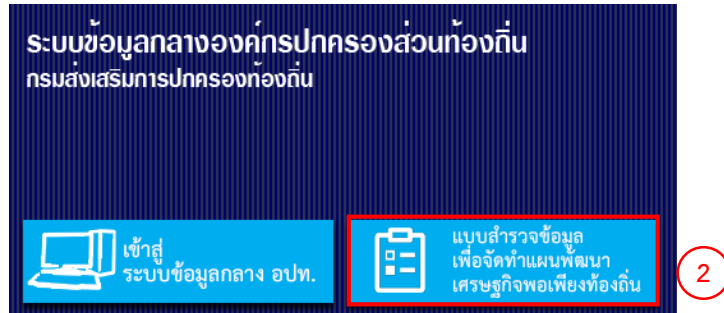 ระบบข้อมูลกลางองค์กรปกครองส่วนท้องถิ่น
กรมส่งเสริมการปกครองท้องถิ่น
เข้าสู่
ระบบข้อมูลกลาง อปท.
แบบสำรวจข้อมูล
เพื่อจัดทำแผนพัฒนา
เศรษฐกิจพอเพียงท้องถิ่น
2